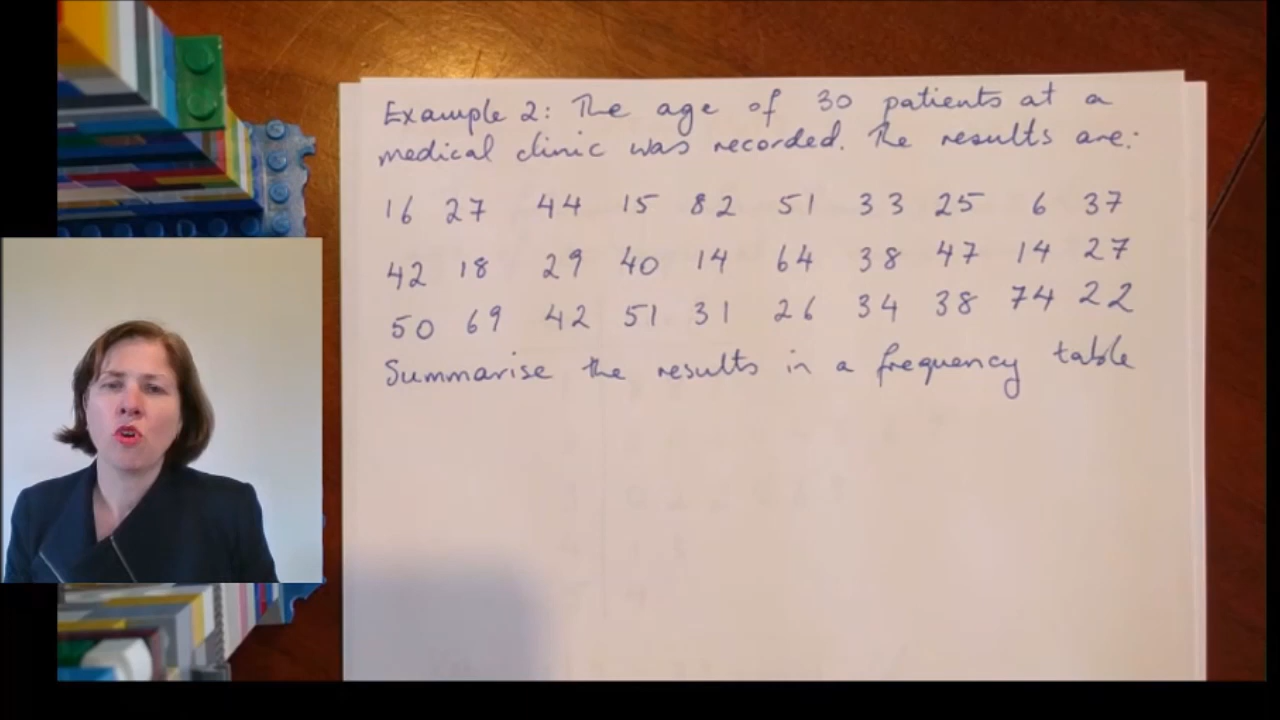 Example 2: The age of 30 patients at a
medical clinic was recorded. The results are:
16 27 44 15 82 51 33 25 6 37
42 18 29 40 14 64 38 47 14 27
50 69 42 51 31 26 34 38 74 22
Summarise the results in a frequency table